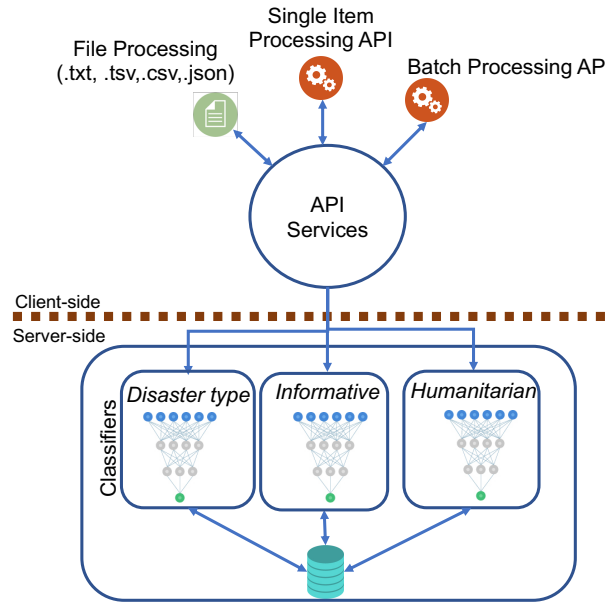 Single Item
Processing API
File Processing
(.txt, .tsv,.csv,.json)
Batch Processing AP
API
Services
Client-side
Server-side
Classifiers
Disaster type
Informative
Humanitarian